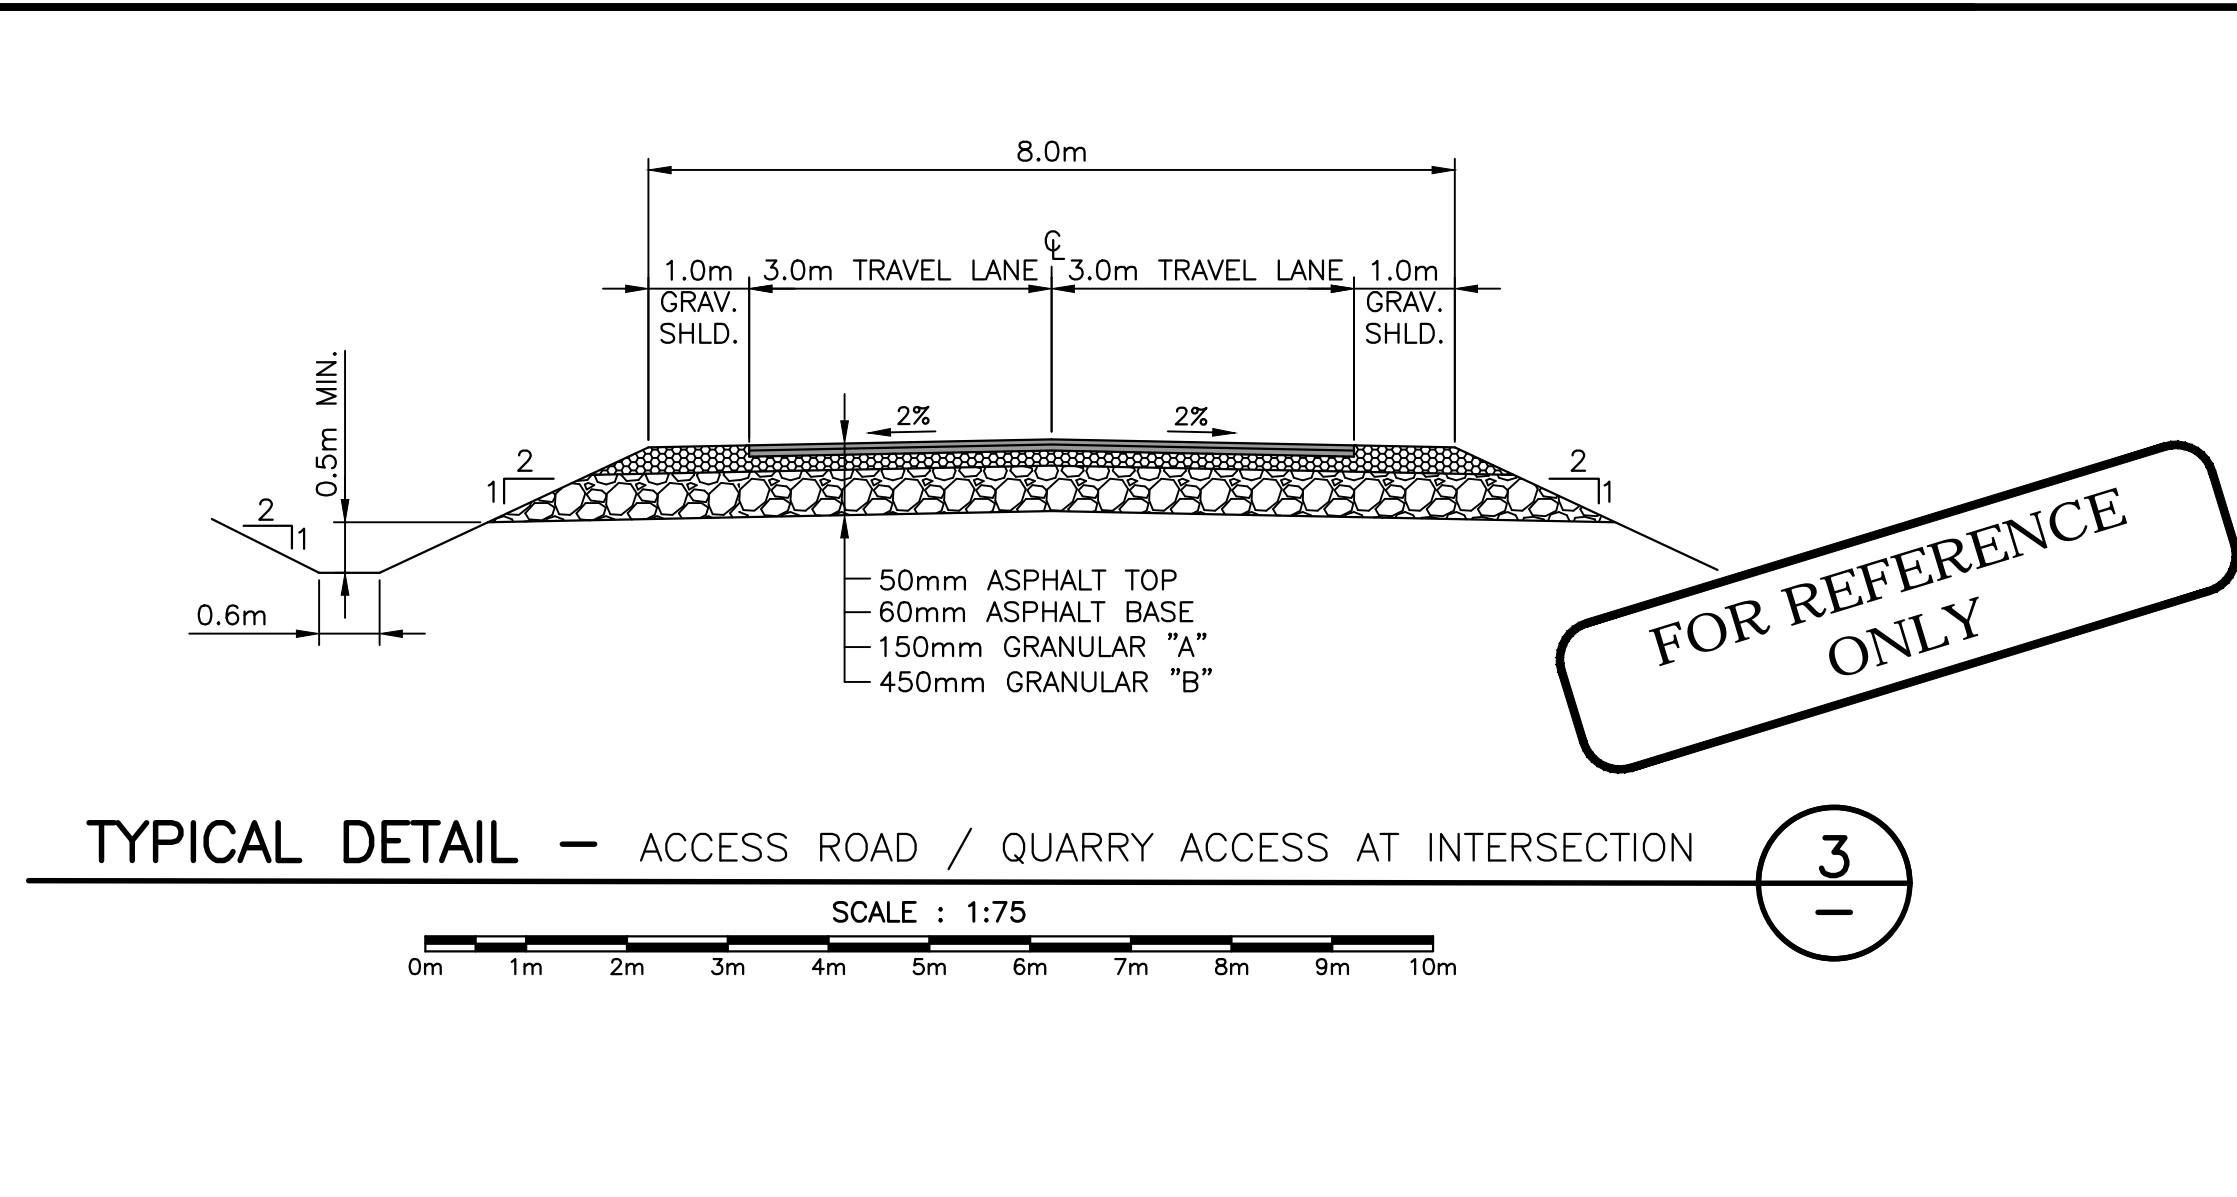 8.0m
℄
1.0m 3.0m TRAVEL LANE 3.0m TRAVEL LANE 1.0m
GRAV. GRAV.
SHLD. SHLD.
0.5m MIN.
2% 2%
2
1
2
1
2
1
0.6m
50mm ASPHALT TOP
60mm ASPHALT BASE
150mm GRANULAR "A"
450mm GRANULAR "B"
FOR REFERENCE
ONLY
TYPICAL DETAIL – ACCESS ROAD / QUARRY ACCESS AT INTERSECTION
3
–
SCALE : 1:75
0m 1m 2m 3m 4m 5m 6m 7m 8m 9m 10m